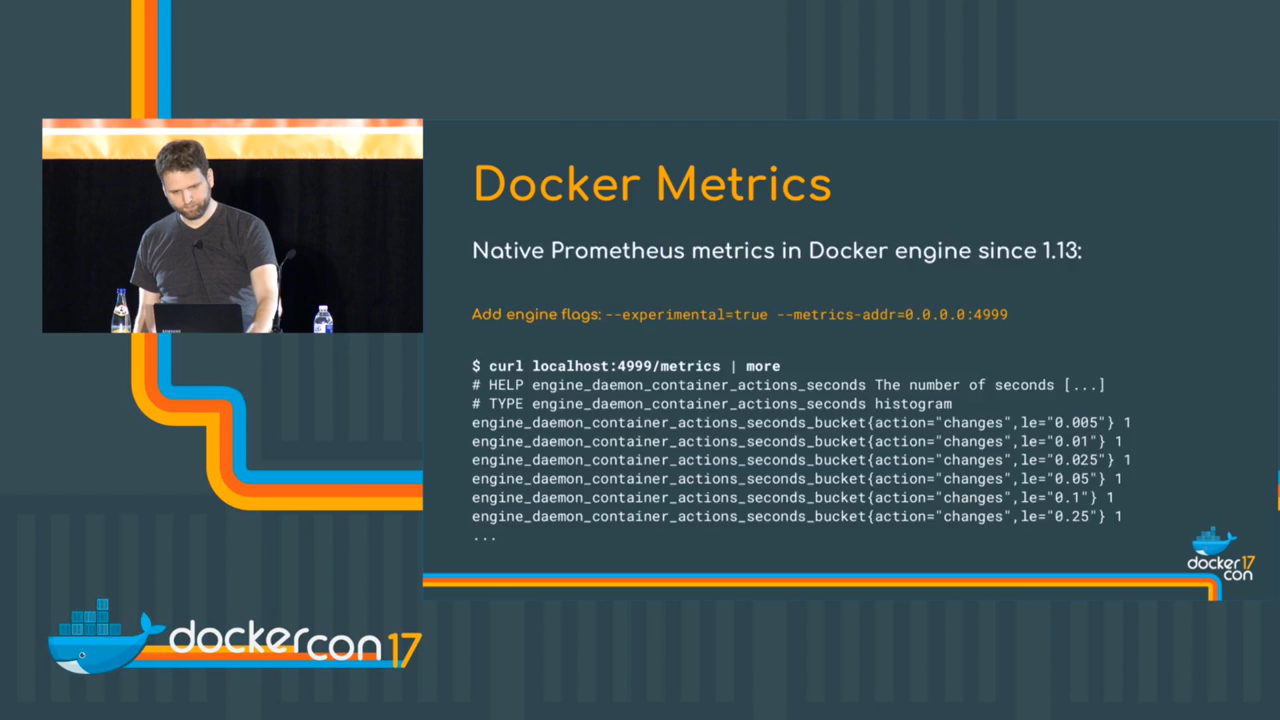 Docker Metrics
Native Prometheus metrics in Docker engine since 1.13:
Add engine flags: --experimental=true --metrics-addr=0.0.0.0:4999
$ curl localhost:4999/metrics | more
# HELP engine_daemon_container_actions_seconds The number of seconds [...]
# TYPE engine_daemon_container_actions_seconds histogram
engine_daemon_container_actions_seconds_bucket{action="changes",le="0.005"} 1
engine_daemon_container_actions_seconds_bucket{action="changes",le="0.01"} 1
engine_daemon_container_actions_seconds_bucket{action="changes",le="0.025"} 1
engine_daemon_container_actions_seconds_bucket{action="changes",le="0.05"} 1
engine_daemon_container_actions_seconds_bucket{action="changes",le="0.1"} 1
engine_daemon_container_actions_seconds_bucket{action="changes",le="0.25"} 1
...
docker 17
con
dockercon 17